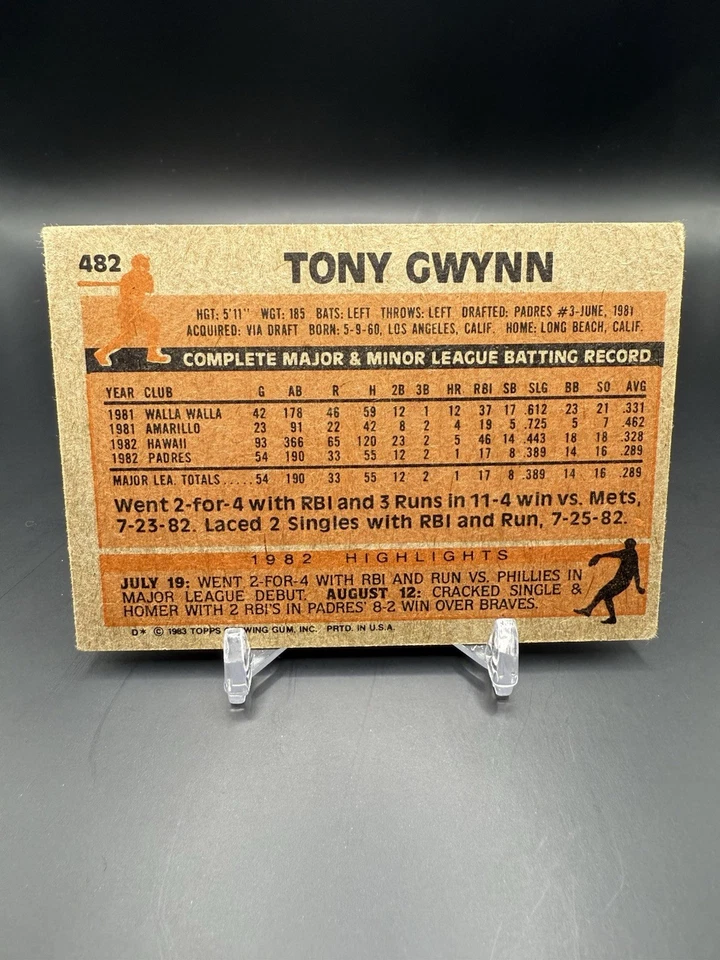 482 TONY GWYNN
HGT: 5'11" WGT: 185 BATS: LEFT THROWS: LEFT DRAFTED: PADRES #3-JUNE, 1981
ACQUIRED: VIA DRAFT BORN: 5-9-60, LOS ANGELES, CALIF. HOME: LONG BEACH, CALIF.
COMPLETE MAJOR & MINOR LEAGUE BATTING RECORD
YEAR CLUB G AB R H 2B 3B HR RBI SB SLG BB SO AVG
1981 WALLA WALLA 42 178 46 59 12 1 12 37 17 .612 23 21 .331
1981 AMARILLO 23 91 22 42 8 2 4 19 5 .725 5 7 .462
1982 HAWAII 93 366 65 120 23 2 5 46 14 .443 18 18 .328
1982 PADRES 54 190 33 55 12 2 1 17 8 .389 14 16 .289
MAJOR LEA. TOTALS..... 54 190 33 55 12 2 1 17 8 .389 14 16 .289
Went 2-for-4 with RBI and 3 Runs in 11-4 win vs. Mets,
7-23-82. Laced 2 Singles with RBI and Run, 7-25-82.
1982 HIGHLIGHTS
JULY 19: WENT 2-FOR-4 WITH RBI AND RUN VS. PHILLIES IN
MAJOR LEAGUE DEBUT. AUGUST 12: CRACKED SINGLE &
HOMER WITH 2 RBI'S IN PADRES' 8-2 WIN OVER BRAVES.
D* © 1983 TOPPS WING GUM, INC. PRTD. IN U.S.A.